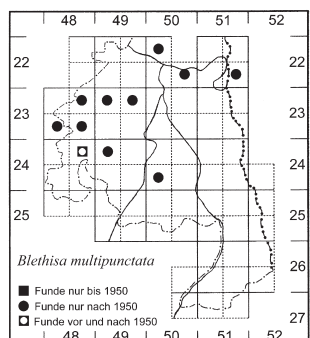 48 49 50 51 52
22 22
23 23
24 24
25 25
26
27
Blethisa multipunctata
Funde nur bis 1950
Funde nur nach 1950
Funde vor und nach 1950
48 49 50 51 52